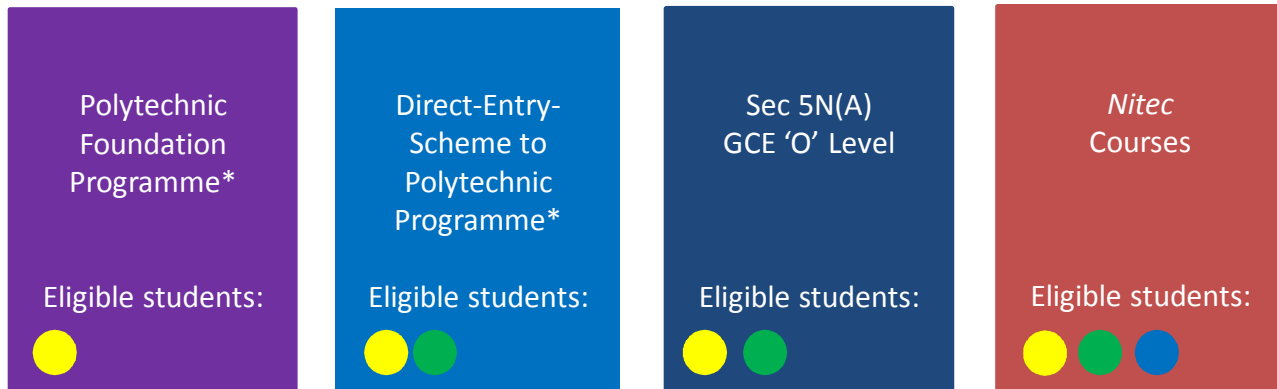 Polytechnic
Foundation
Programme*
Eligible students:
Direct-Entry-
Scheme to
Polytechnic
Programme*
Eligible students:
Sec 5N(A)
GCE ‘O’ Level
Eligible students:
Nitec
Courses
Eligible students: